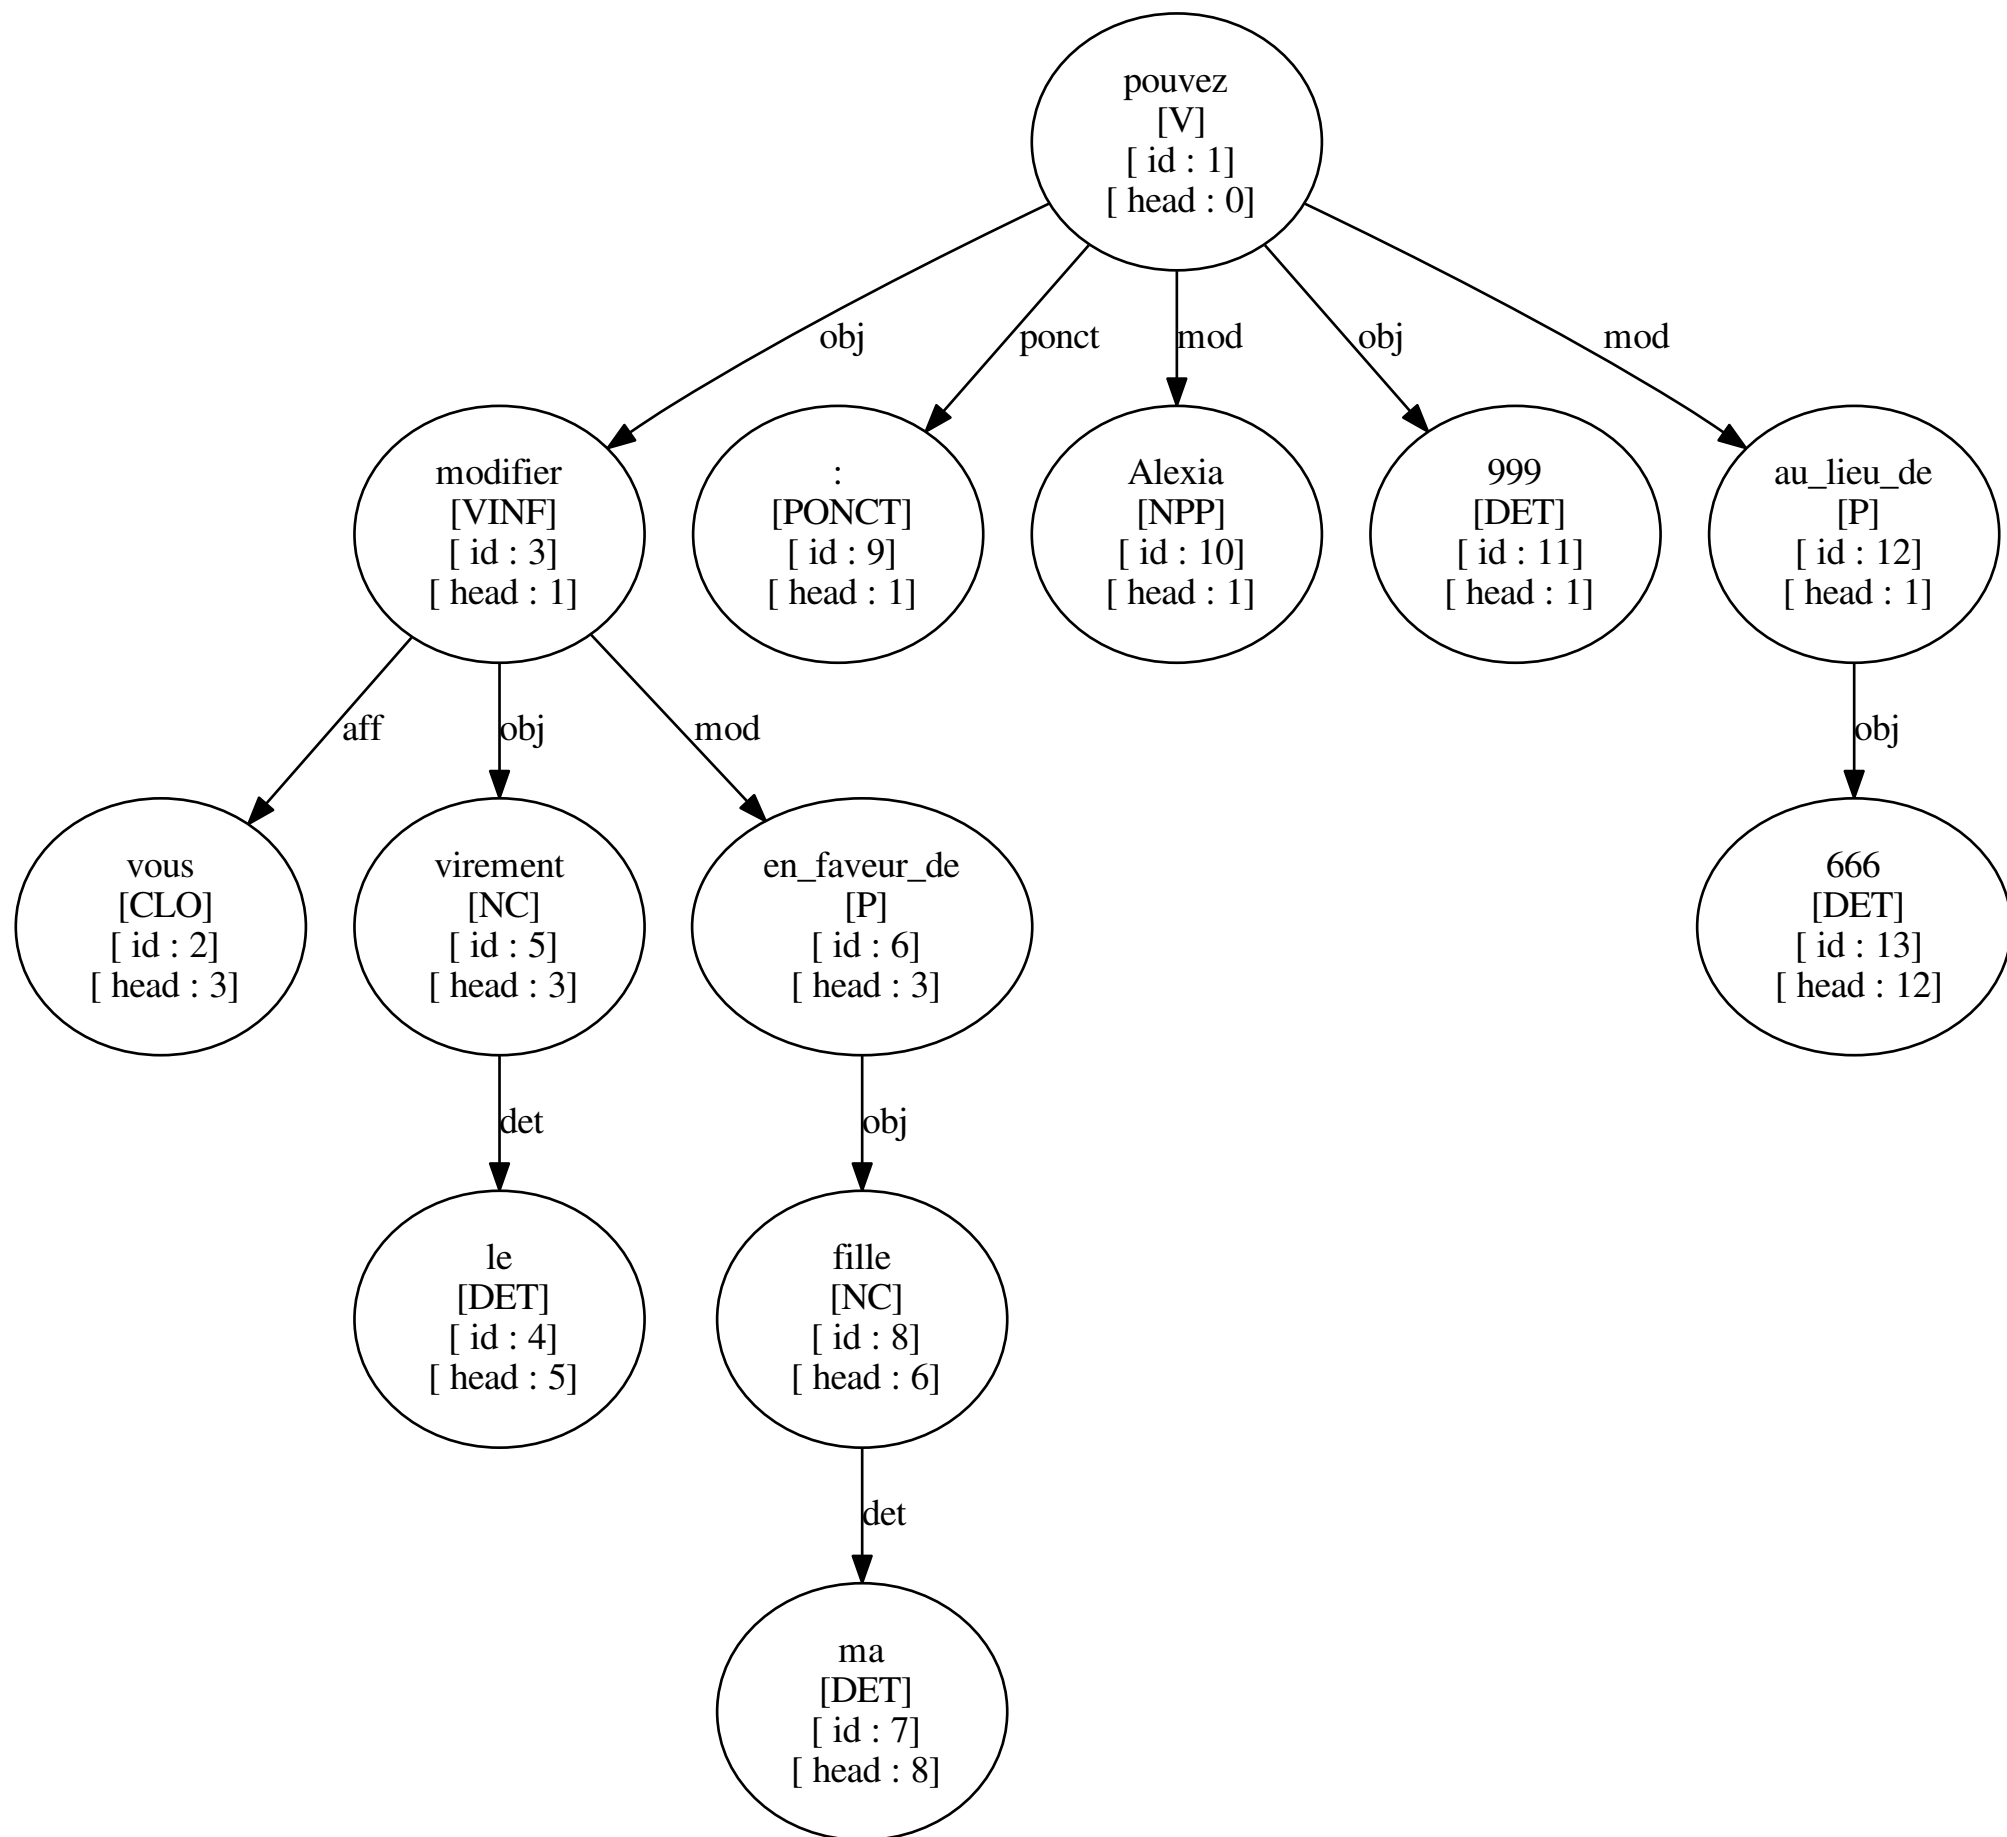 pouvez
[V]
[ id : 1]
[ head : 0]
obj
ponct
mod
obj
mod
modifier
[VINF]
[ id : 3]
[ head : 1]
:
[PONCT]
[ id : 9]
[ head : 1]
Alexia
[NPP]
[ id : 10]
[ head : 1]
999
[DET]
[ id : 11]
[ head : 1]
au_lieu_de
[P]
[ id : 12]
[ head : 1]
aff
obj
mod
obj
vous
[CLO]
[ id : 2]
[ head : 3]
virement
[NC]
[ id : 5]
[ head : 3]
en_faveur_de
[P]
[ id : 6]
[ head : 3]
666
[DET]
[ id : 13]
[ head : 12]
det
obj
le
[DET]
[ id : 4]
[ head : 5]
fille
[NC]
[ id : 8]
[ head : 6]
det
ma
[DET]
[ id : 7]
[ head : 8]